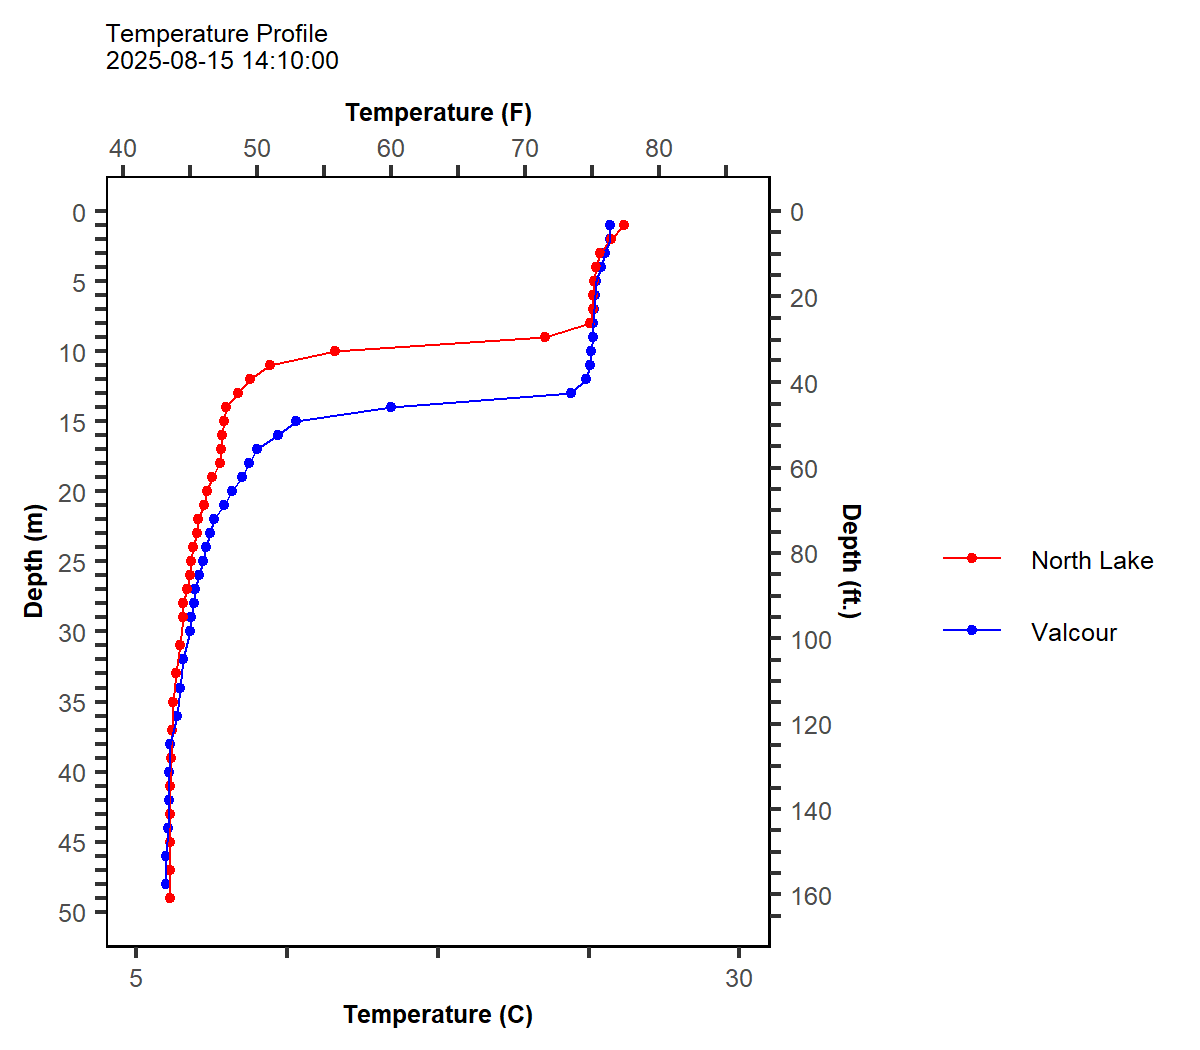 Temperature Profile
2025-08-15 14:10:00
Temperature (F)
40 50 60 70 80
0
5
10
15
20
25
30
35
40
45
50
Depth (m)
0
20
40
60
80
100
120
140
160
Depth (ft.)
North Lake
Valcour
5 30
Temperature (C)